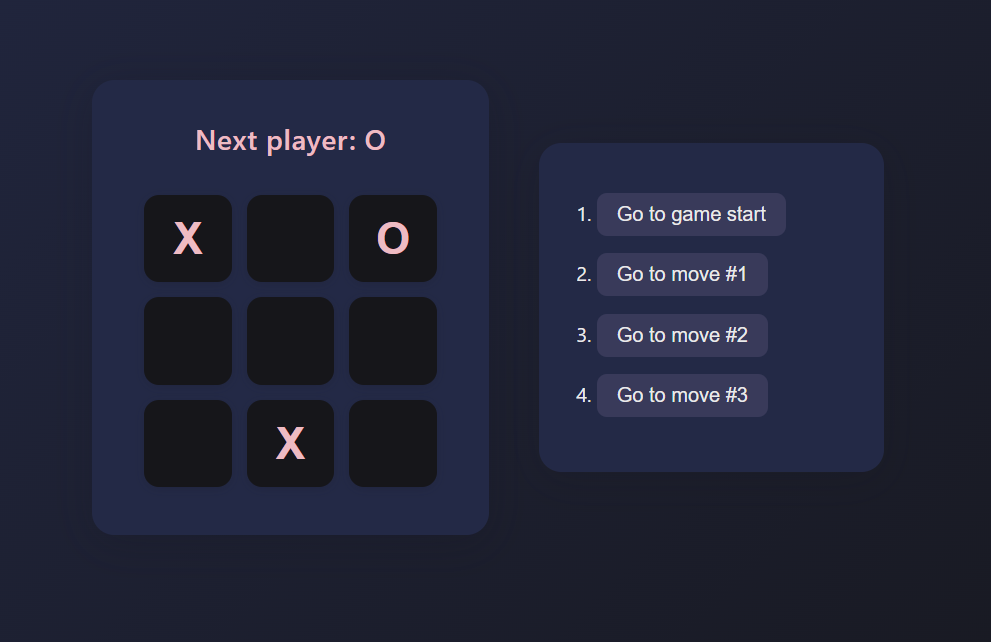 Next player: O
X O
X
1. Go to game start
2. Go to move #1
3. Go to move #2
4. Go to move #3